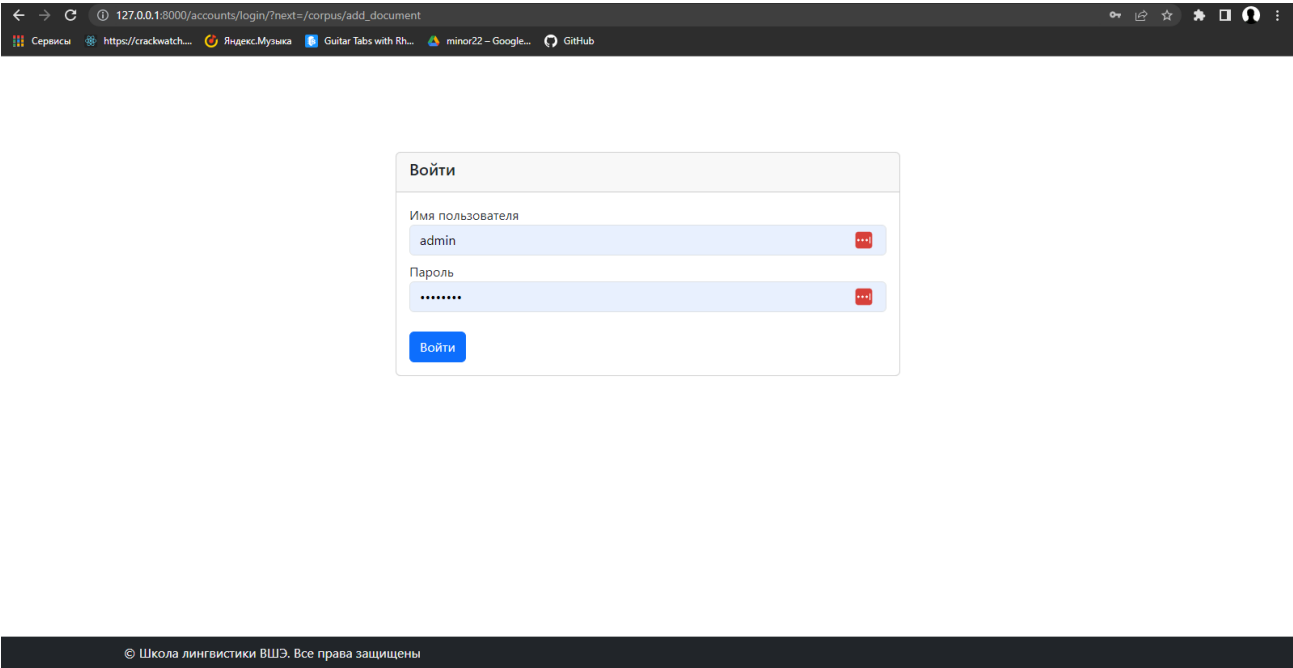 127.0.0.1:8000/accounts/login/?next=/corpus/add_document
Сервисы https://crackwatch.... Яндекс.Музыка Guitar Tabs with Rh... minor22 – Google... GitHub
Войти
Имя пользователя
admin
Пароль
••••••••
Войти
© Школа лингвистики ВШЭ. Все права защищены